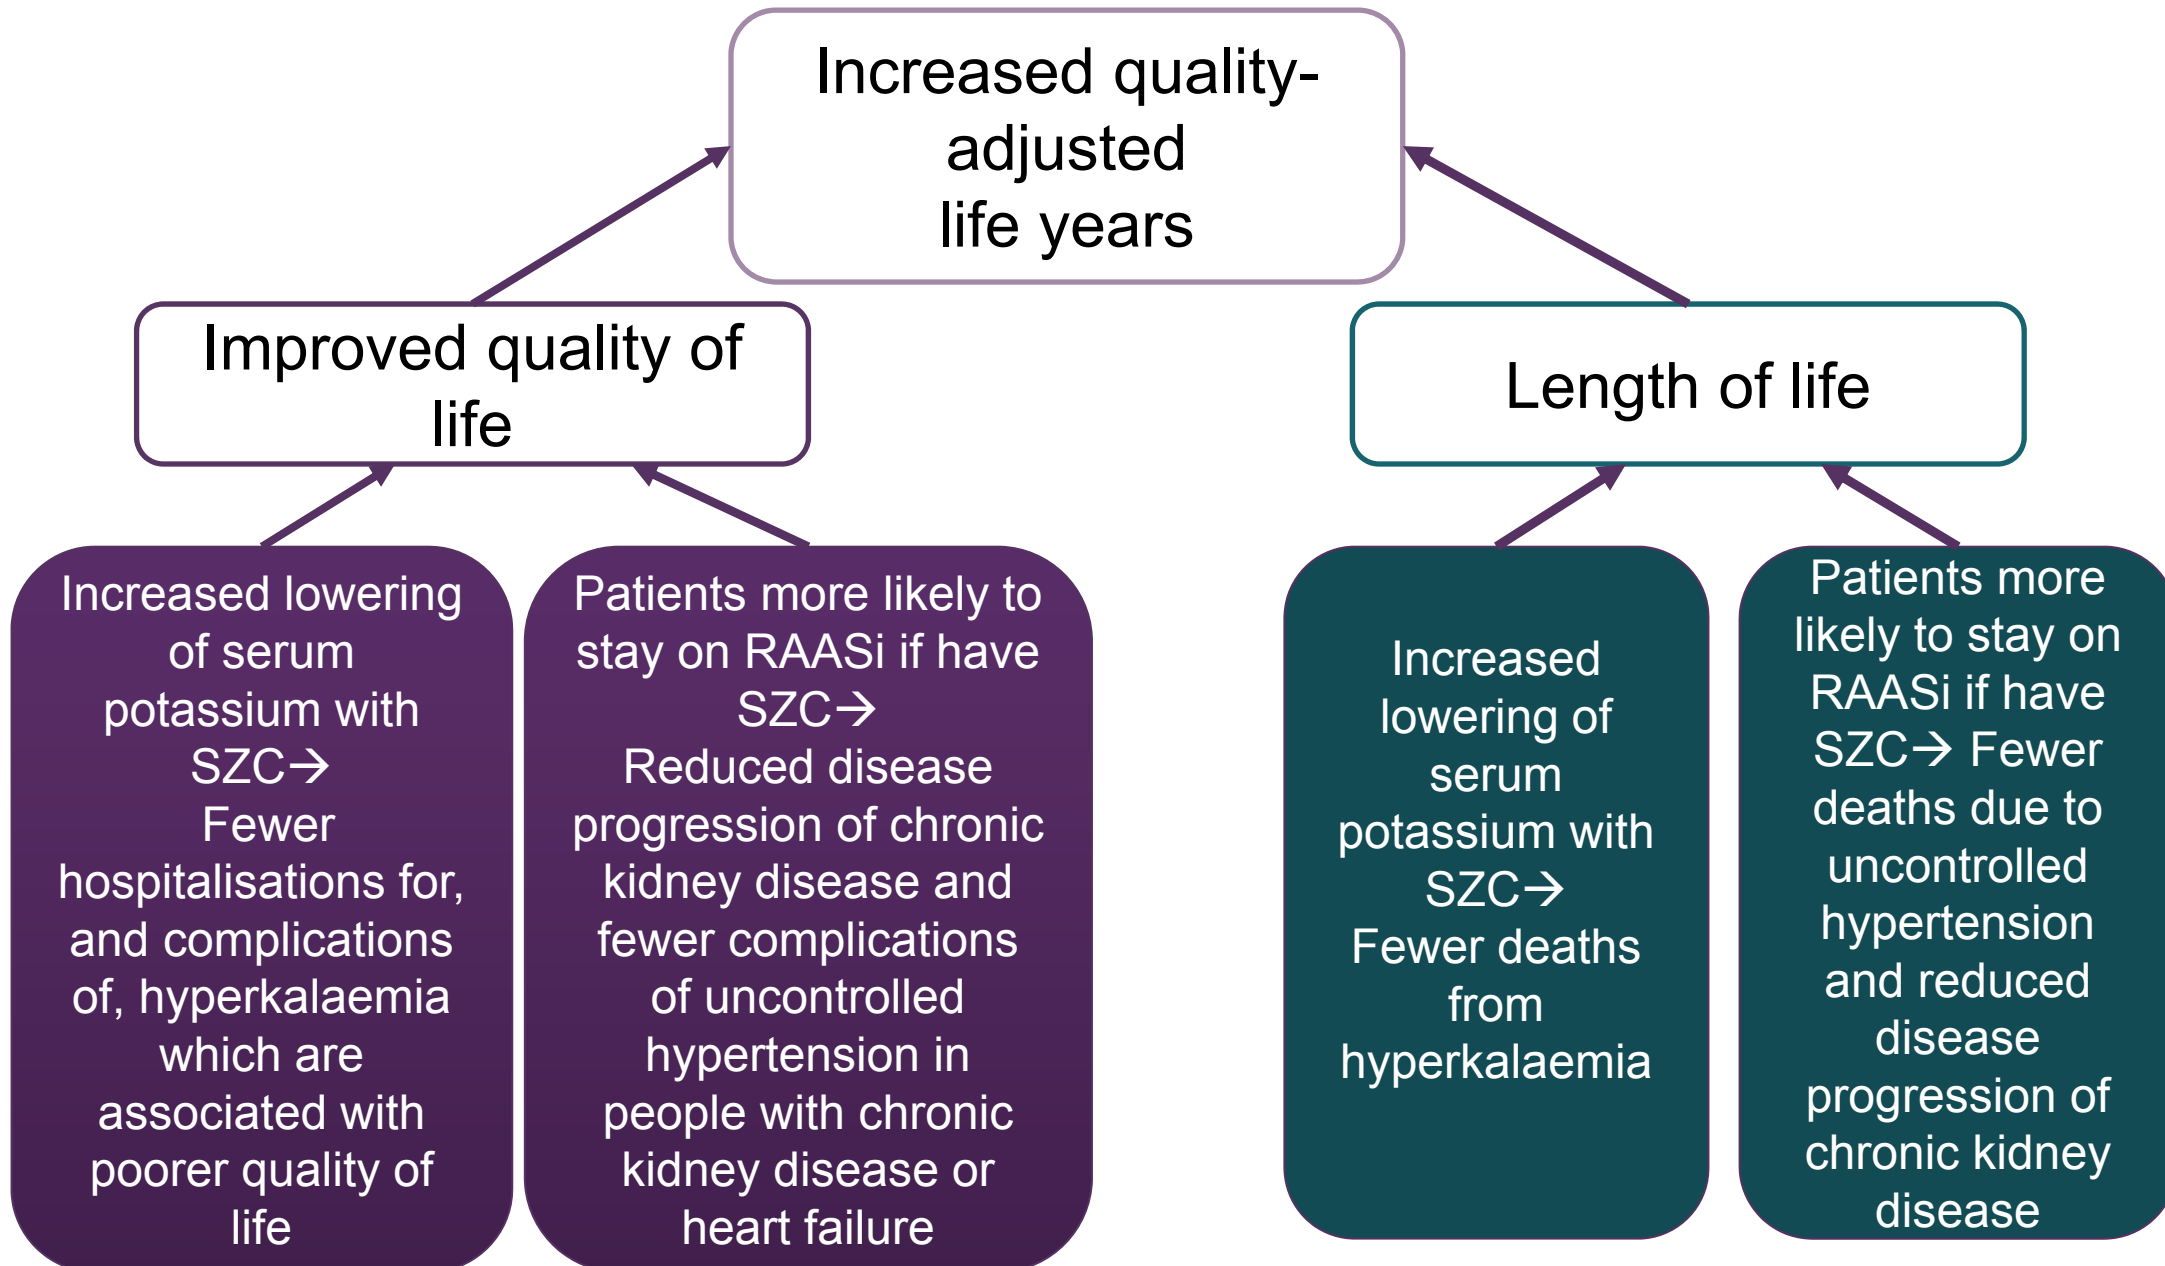 Increased quality-
adjusted
life years
Improved quality of
life
Length of life
Increased lowering
of serum
potassium with
SZC→
Fewer
hospitalisations for,
and complications
of, hyperkalaemia
which are
associated with
poorer quality of
life
Patients more likely to
stay on RAASi if have
SZC→
Reduced disease
progression of chronic
kidney disease and
fewer complications
of uncontrolled
hypertension in
people with chronic
kidney disease or
heart failure
Increased
lowering of
serum
potassium with
SZC→
Fewer deaths
from
hyperkalaemia
Patients more
likely to stay on
RAASi if have
SZC→ Fewer
deaths due to
uncontrolled
hypertension
and reduced
disease
progression of
chronic kidney
disease